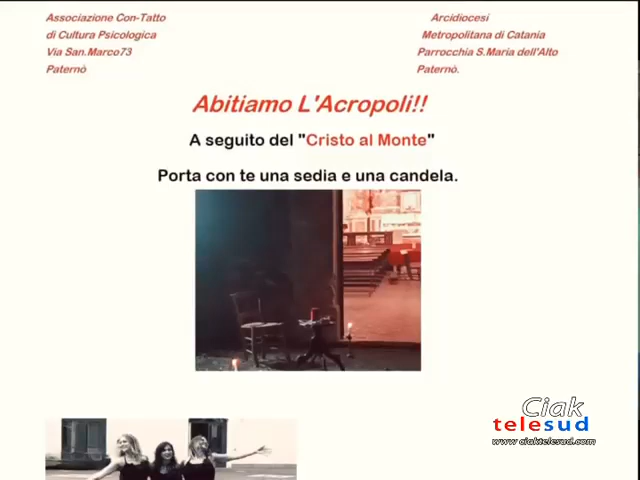 Associazione Con-Tatto
di Cultura Psicologica
Via San.Marco73
Paternò
Arcidiocesi
Metropolitana di Catania
Parrocchia S.Maria dell'Alto
Paternò.
Abitiamo L'Acropoli!!
A seguito del "Cristo al Monte"
Porta con te una sedia e una candela.
Ciak
telesud
www.ciaktelesud.com